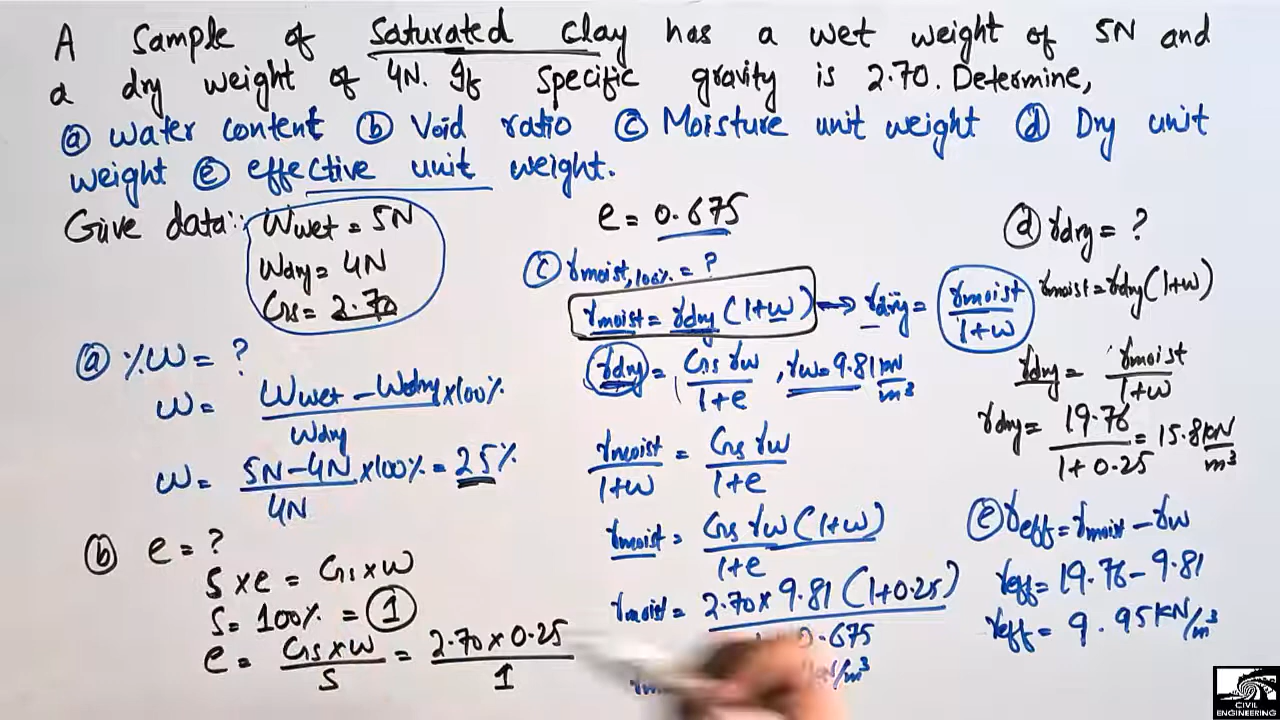 A Sample of saturated clay has a wet weight of 5N and
a dry weight of 4N. If specific gravity is 2.70. Determine,
ⓐ water content ⓑ Void ratio ⓒ Moisture unit weight ⓓ Dry unit
weight ⓔ effective unit weight.
Give data:- Wwet = 5N
Wdry = 4N
Gs = 2.70
ⓐ %W = ?
W = (Wwet - Wdry)/Wdry × 100%
W = (5N - 4N)/4N × 100% = 25%
ⓑ e = ?
S × e = Gs × W
S = 100% = 1
e = (Gs × W)/S = (2.70 × 0.25)/1
e = 0.675
ⓒ γmoist,100% = ?
γmoist = γdry (1+w) → γdry = γmoist/(1+w)
γdry = Gs γw/(1+e) , γw = 9.81 kN/m³
γmoist/(1+w) = Gs γw/(1+e)
γmoist = Gs γw (1+w)/(1+e)
γmoist = 2.70 × 9.81 (1+0.25)/
0.675
/m³
ⓓ γdry = ?
γmoist = γdry (1+w)
γdry = γmoist/(1+w)
γdry = 19.76/(1+0.25) = 15.8 kN/m³
ⓔ γeff = γmoist - γw
γeff = 19.76 - 9.81
γeff = 9.95 KN/m³
CIVIL
ENGINEERING